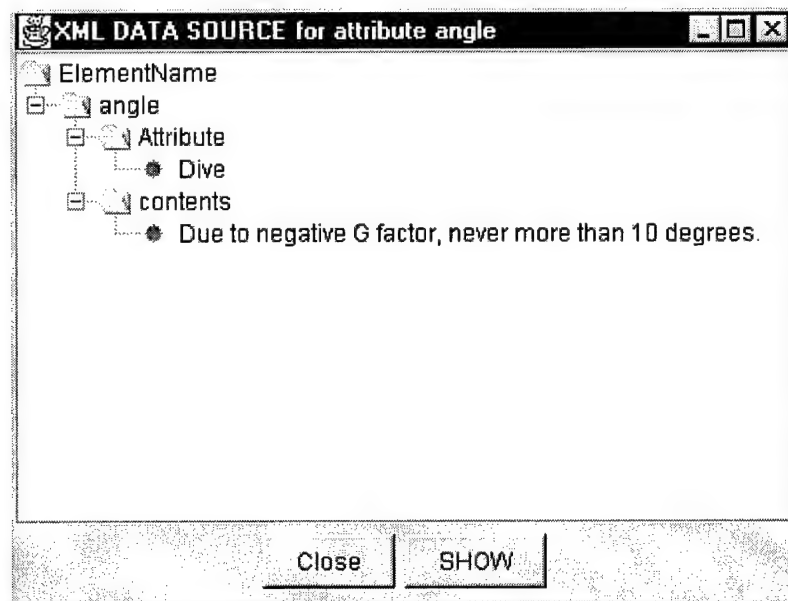 XML DATA SOURCE for attribute angle
ElementName
angle
Attribute
Dive
contents
Due to negative G factor, never more than 10 degrees.
Close SHOW